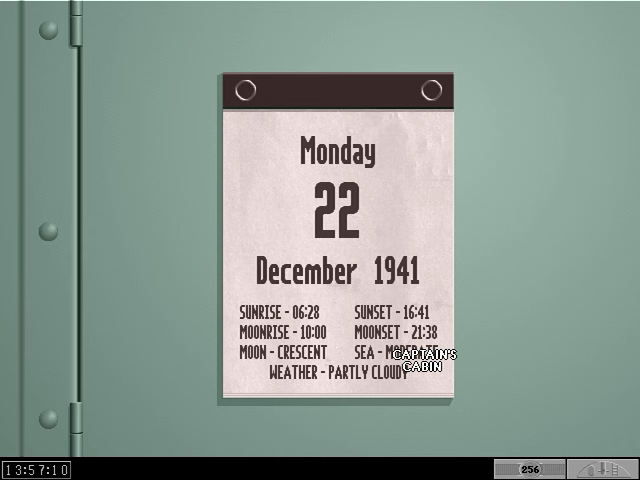 Monday
22
December 1941
SUNRISE - 06:28 SUNSET - 16:41
MOONRISE - 10:00 MOONSET - 21:38
MOON - CRESCENT SEA - MODERATE
CAPTAIN'S
CABIN
WEATHER - PARTLY CLOUDY
13:57:10
256